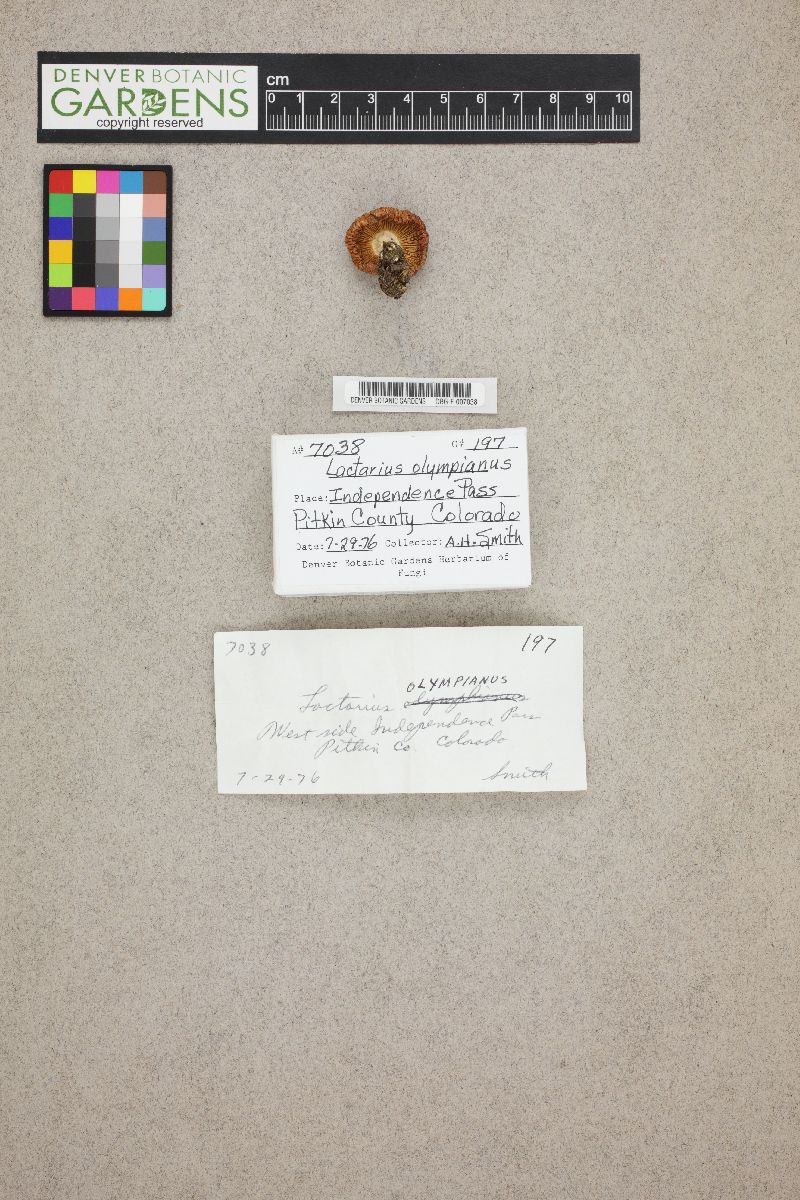 DENVER BOTANIC
GARDENS
copyright reserved
cm
0 1 2 3 4 5 6 7 8 9 10
DENVER BOTANIC GARDENS DBG-F-007038
A# 7038 G# 197
Lactarius olympianus
Place: Independence Pass
Pitkin County Colorado
Date: 7-29-76 Collector: A.H. Smith
Denver Botanic Gardens Herbarium of
Fungi
7038 197
OLYMPIANUS
Lactarius
West side Independence Pass
Pitkin Co. Colorado
7-29-76 Smith